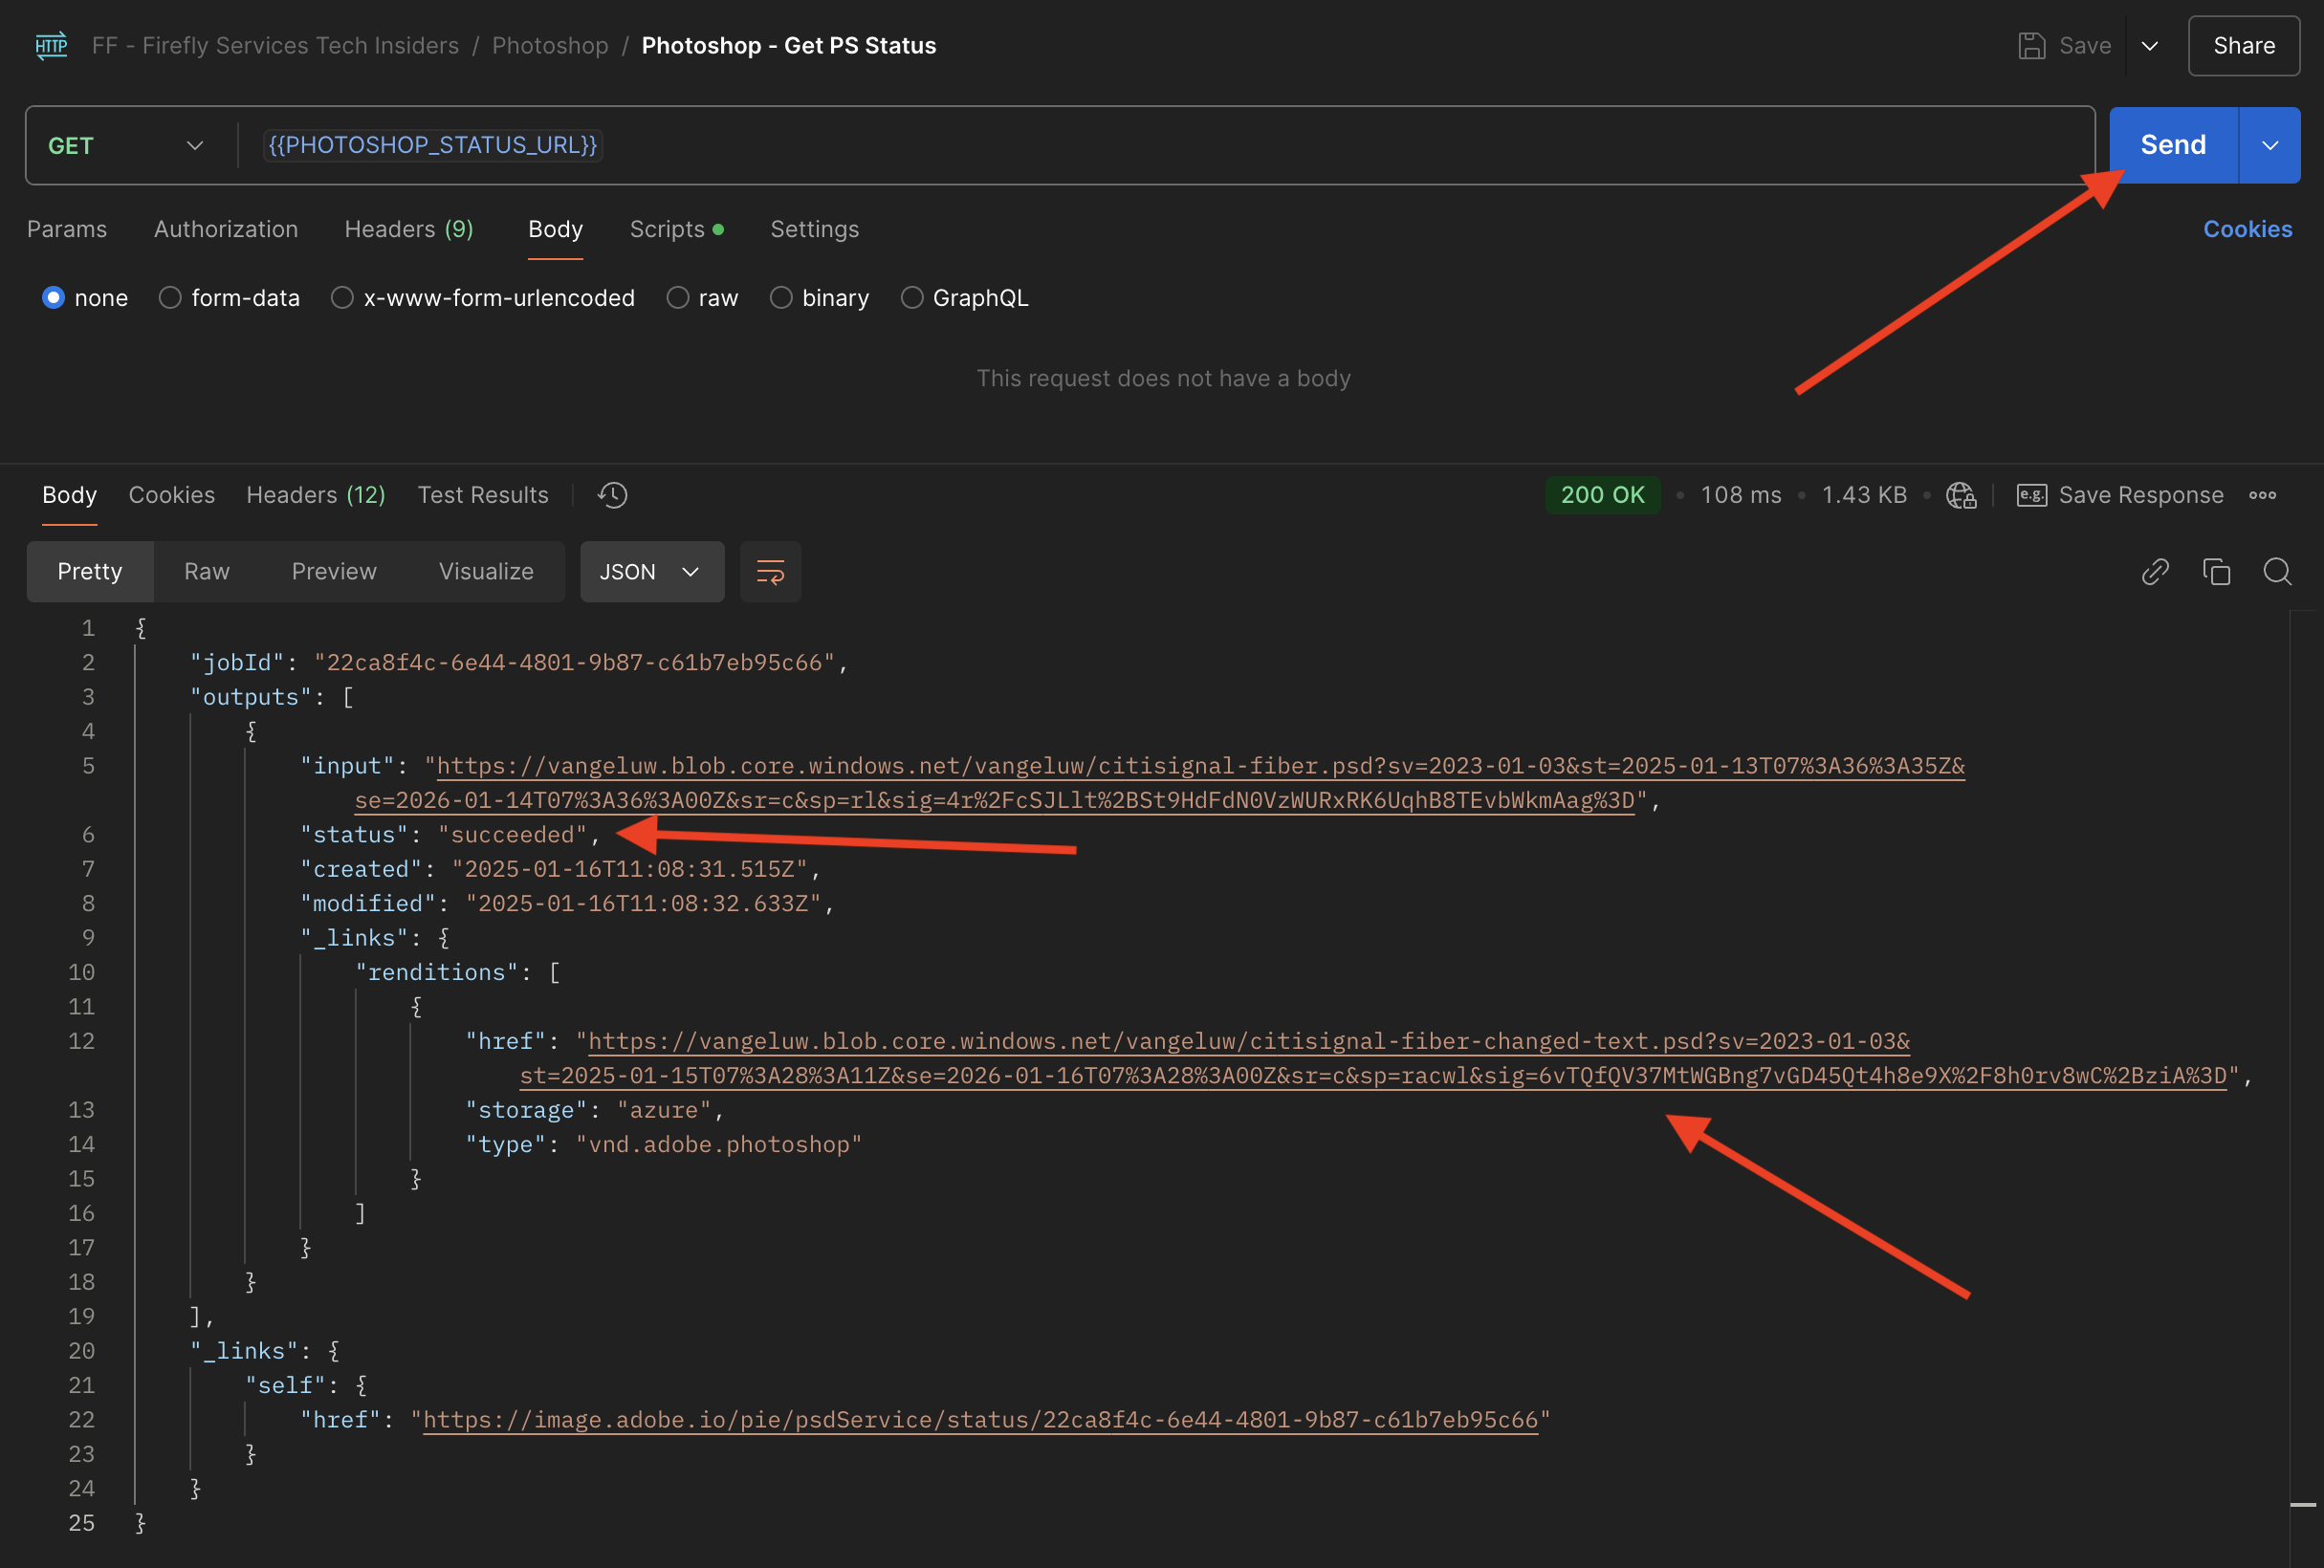 HTTP FF - Firefly Services Tech Insiders / Photoshop / Photoshop - Get PS Status Save Share
GET {{PHOTOSHOP_STATUS_URL}} Send
Params Authorization Headers (9) Body Scripts Settings Cookies
none form-data x-www-form-urlencoded raw binary GraphQL
This request does not have a body
Body Cookies Headers (12) Test Results 200 OK • 108 ms • 1.43 KB • e.g. Save Response
Pretty Raw Preview Visualize JSON
1 {
2 "jobId": "22ca8f4c-6e44-4801-9b87-c61b7eb95c66",
3 "outputs": [
4 {
5 "input": "https://vangeluw.blob.core.windows.net/vangeluw/citisignal-fiber.psd?sv=2023-01-03&st=2025-01-13T07%3A36%3A35Z&
se=2026-01-14T07%3A36%3A00Z&sr=c&sp=rl&sig=4r%2FcSJLlt%2BSt9HdFdN0VzWURxRK6UqhB8TEvbWkmAag%3D",
6 "status": "succeeded",
7 "created": "2025-01-16T11:08:31.515Z",
8 "modified": "2025-01-16T11:08:32.633Z",
9 "_links": {
10 "renditions": [
11 {
12 "href": "https://vangeluw.blob.core.windows.net/vangeluw/citisignal-fiber-changed-text.psd?sv=2023-01-03&
st=2025-01-15T07%3A28%3A11Z&se=2026-01-16T07%3A28%3A00Z&sr=c&sp=racwl&sig=6vTQfQV37MtWGBng7vGD45Qt4h8e9X%2F8h0rv8wC%2BziA%3D",
13 "storage": "azure",
14 "type": "vnd.adobe.photoshop"
15 }
16 ]
17 }
18 }
19 ],
20 "_links": {
21 "self": {
22 "href": "https://image.adobe.io/pie/psdService/status/22ca8f4c-6e44-4801-9b87-c61b7eb95c66"
23 }
24 }
25 }